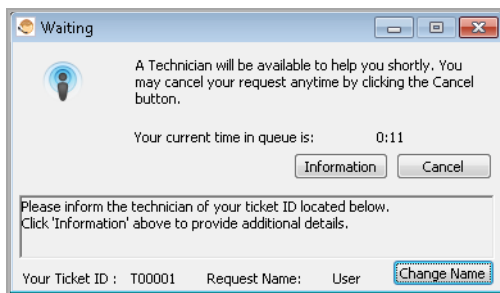 Waiting
A Technician will be available to help you shortly. You
may cancel your request anytime by clicking the Cancel
button.
Your current time in queue is: 0:11
Information Cancel
Please inform the technician of your ticket ID located below.
Click 'Information' above to provide additional details.
Your Ticket ID : T00001 Request Name: User Change Name